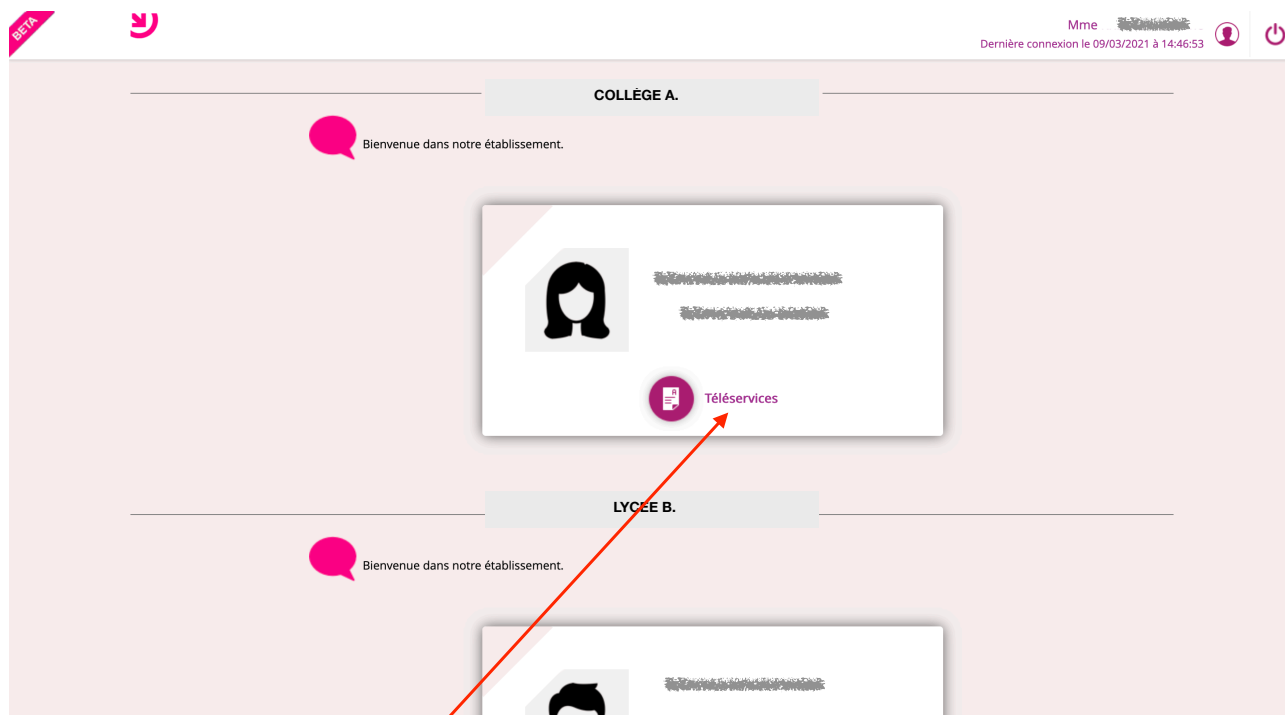 BETA
Mme
Dernière connexion le 09/03/2021 à 14:46:53
COLLÈGE A.
Bienvenue dans notre établissement.
Téléservices
LYCEE B.
Bienvenue dans notre établissement.